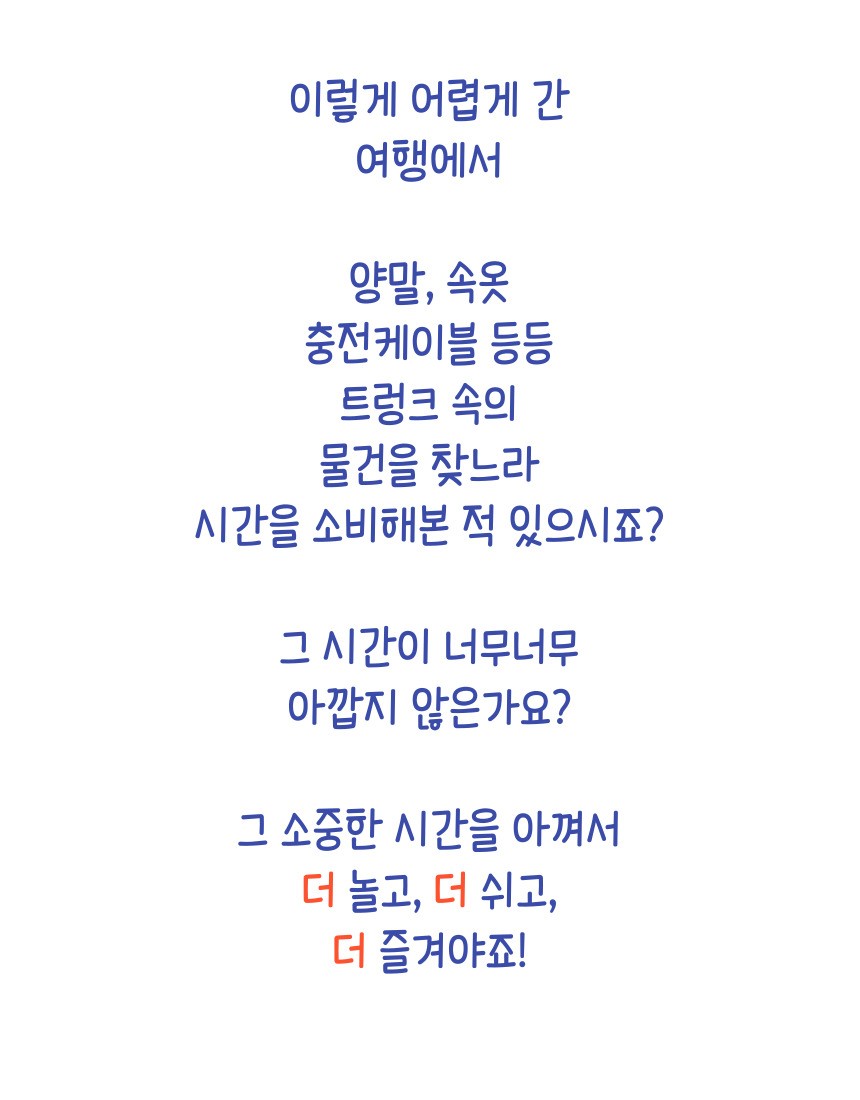 이렇게 어렵게 간
여행에서
양말, 속옷
충전케이블 등등
트렁크 속의
물건을 찾느라
시간을 소비해본 적 있으시죠?
그 시간이 너무너무
아깝지 않은가요?
그 소중한 시간을 아껴서
더 놀고, 더 쉬고,
더 즐겨야죠!